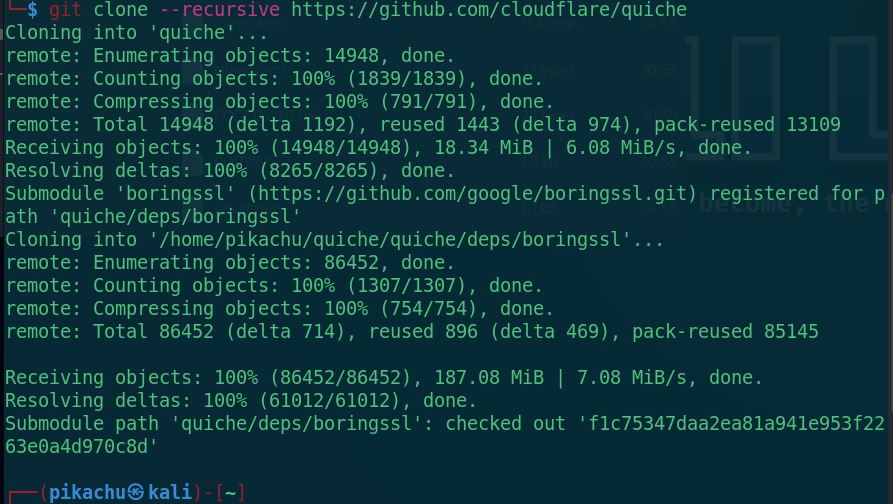 └─$ git clone --recursive https://github.com/cloudflare/quiche
Cloning into 'quiche'...
remote: Enumerating objects: 14948, done.
remote: Counting objects: 100% (1839/1839), done.
remote: Compressing objects: 100% (791/791), done.
remote: Total 14948 (delta 1192), reused 1443 (delta 974), pack-reused 13109
Receiving objects: 100% (14948/14948), 18.34 MiB | 6.08 MiB/s, done.
Resolving deltas: 100% (8265/8265), done.
Submodule 'boringssl' (https://github.com/google/boringssl.git) registered for p
ath 'quiche/deps/boringssl'
Cloning into '/home/pikachu/quiche/quiche/deps/boringssl'...
remote: Enumerating objects: 86452, done.
remote: Counting objects: 100% (1307/1307), done.
remote: Compressing objects: 100% (754/754), done.
remote: Total 86452 (delta 714), reused 896 (delta 469), pack-reused 85145
Receiving objects: 100% (86452/86452), 187.08 MiB | 7.08 MiB/s, done.
Resolving deltas: 100% (61012/61012), done.
Submodule path 'quiche/deps/boringssl': checked out 'f1c75347daa2ea81a941e953f22
63e0a4d970c8d'
┌──(pikachu㉿kali)-[~]
become, the